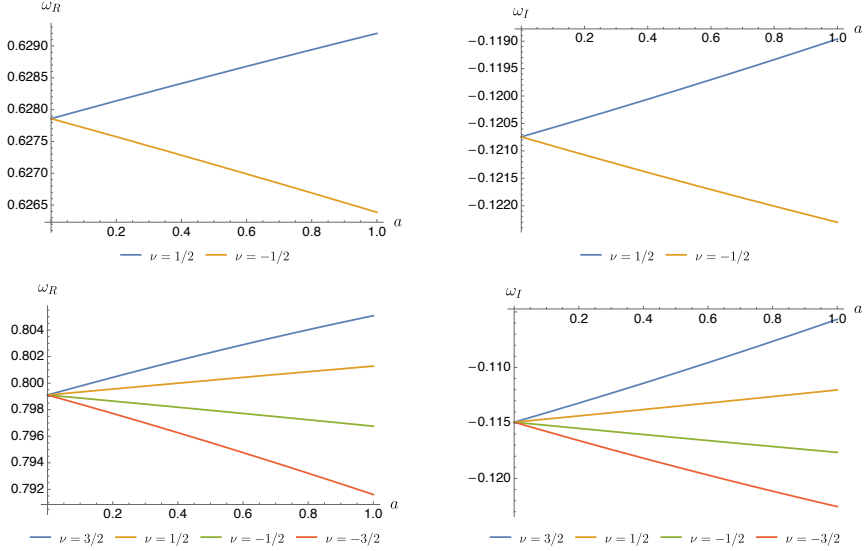 ω_R
0.6290
0.6285
0.6280
0.6275
0.6270
0.6265
0.2 0.4 0.6 0.8 1.0 a
ν = 1/2 ν = −1/2
ω_I
0.2 0.4 0.6 0.8 1.0 a
−0.1190
−0.1195
−0.1200
−0.1205
−0.1210
−0.1215
−0.1220
ν = 1/2 ν = −1/2
ω_R
0.804
0.802
0.800
0.798
0.796
0.794
0.792
0.2 0.4 0.6 0.8 1.0 a
ν = 3/2 ν = 1/2 ν = −1/2 ν = −3/2
ω_I
0.2 0.4 0.6 0.8 1.0 a
−0.110
−0.115
−0.120
ν = 3/2 ν = 1/2 ν = −1/2 ν = −3/2